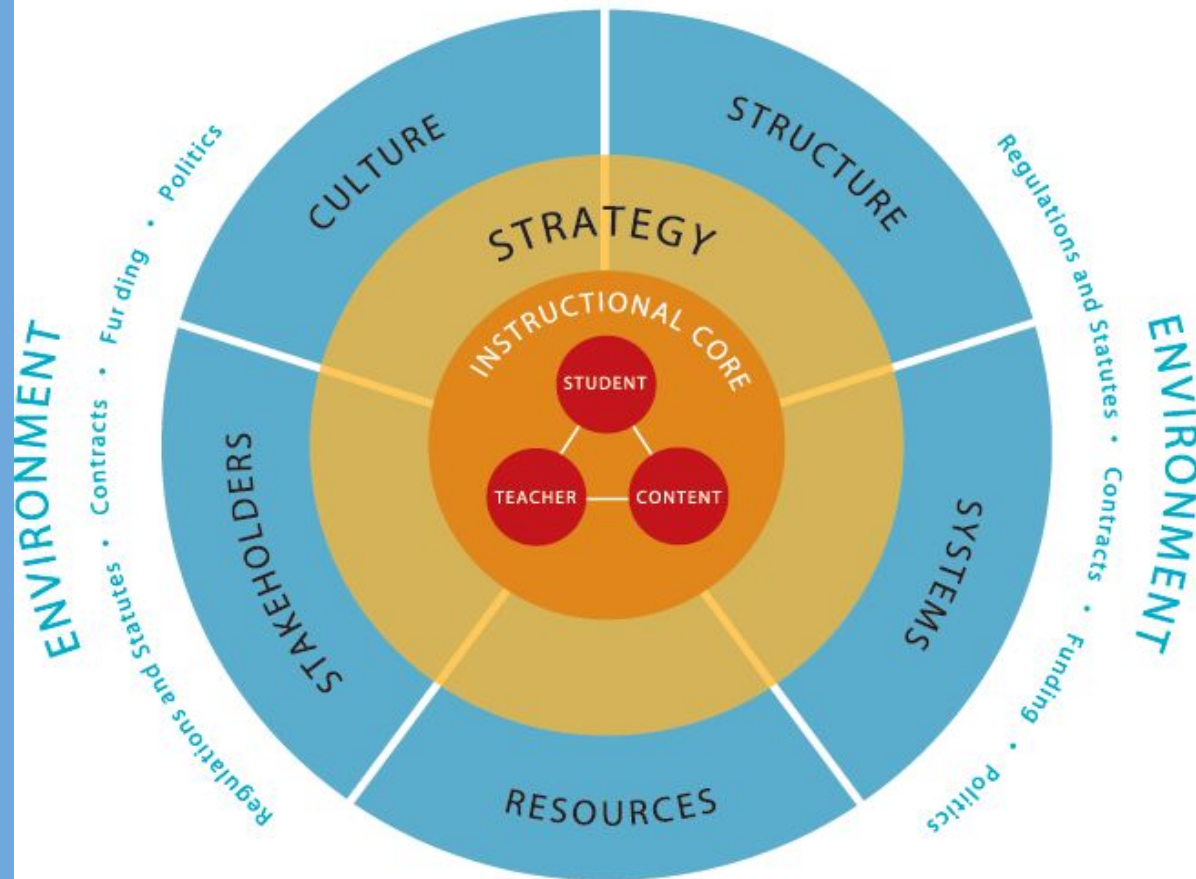 CULTURE
STRUCTURE
STRATEGY
INSTRUCTIONAL CORE
STUDENT
TEACHER
CONTENT
STAKEHOLDERS
SYSTEMS
RESOURCES
ENVIRONMENT
Regulations and Statutes • Contracts • Fur ding • Politics
Regulations and Statutes • Contracts • Funding • Politics
ENVIRONMENT